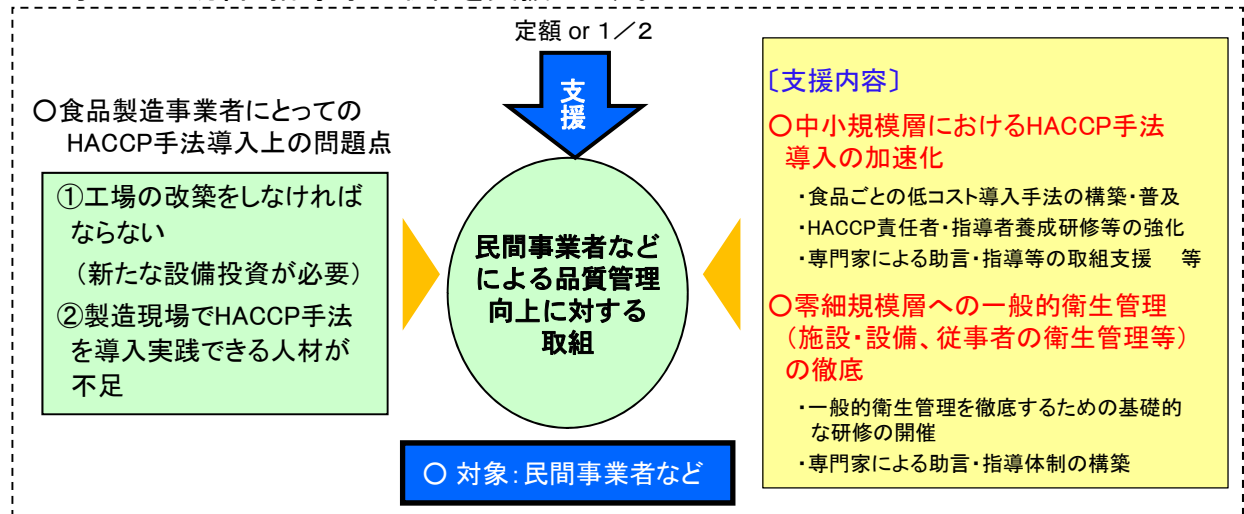 定額 or 1／2
支
援
○食品製造事業者にとっての
HACCP手法導入上の問題点
①工場の改築をしなければ
ならない
（新たな設備投資が必要）
②製造現場でHACCP手法
を導入実践できる人材が
不足
民間事業者など
による品質管理
向上に対する
取組
○ 対象：民間事業者など
〔支援内容〕
○中小規模層におけるHACCP手法
導入の加速化
・食品ごとの低コスト導入手法の構築・普及
・HACCP責任者・指導者養成研修等の強化
・専門家による助言・指導等の取組支援　等
○零細規模層への一般的衛生管理
（施設・設備、従事者の衛生管理等）
の徹底
・一般的衛生管理を徹底するための基礎的
な研修の開催
・専門家による助言・指導体制の構築